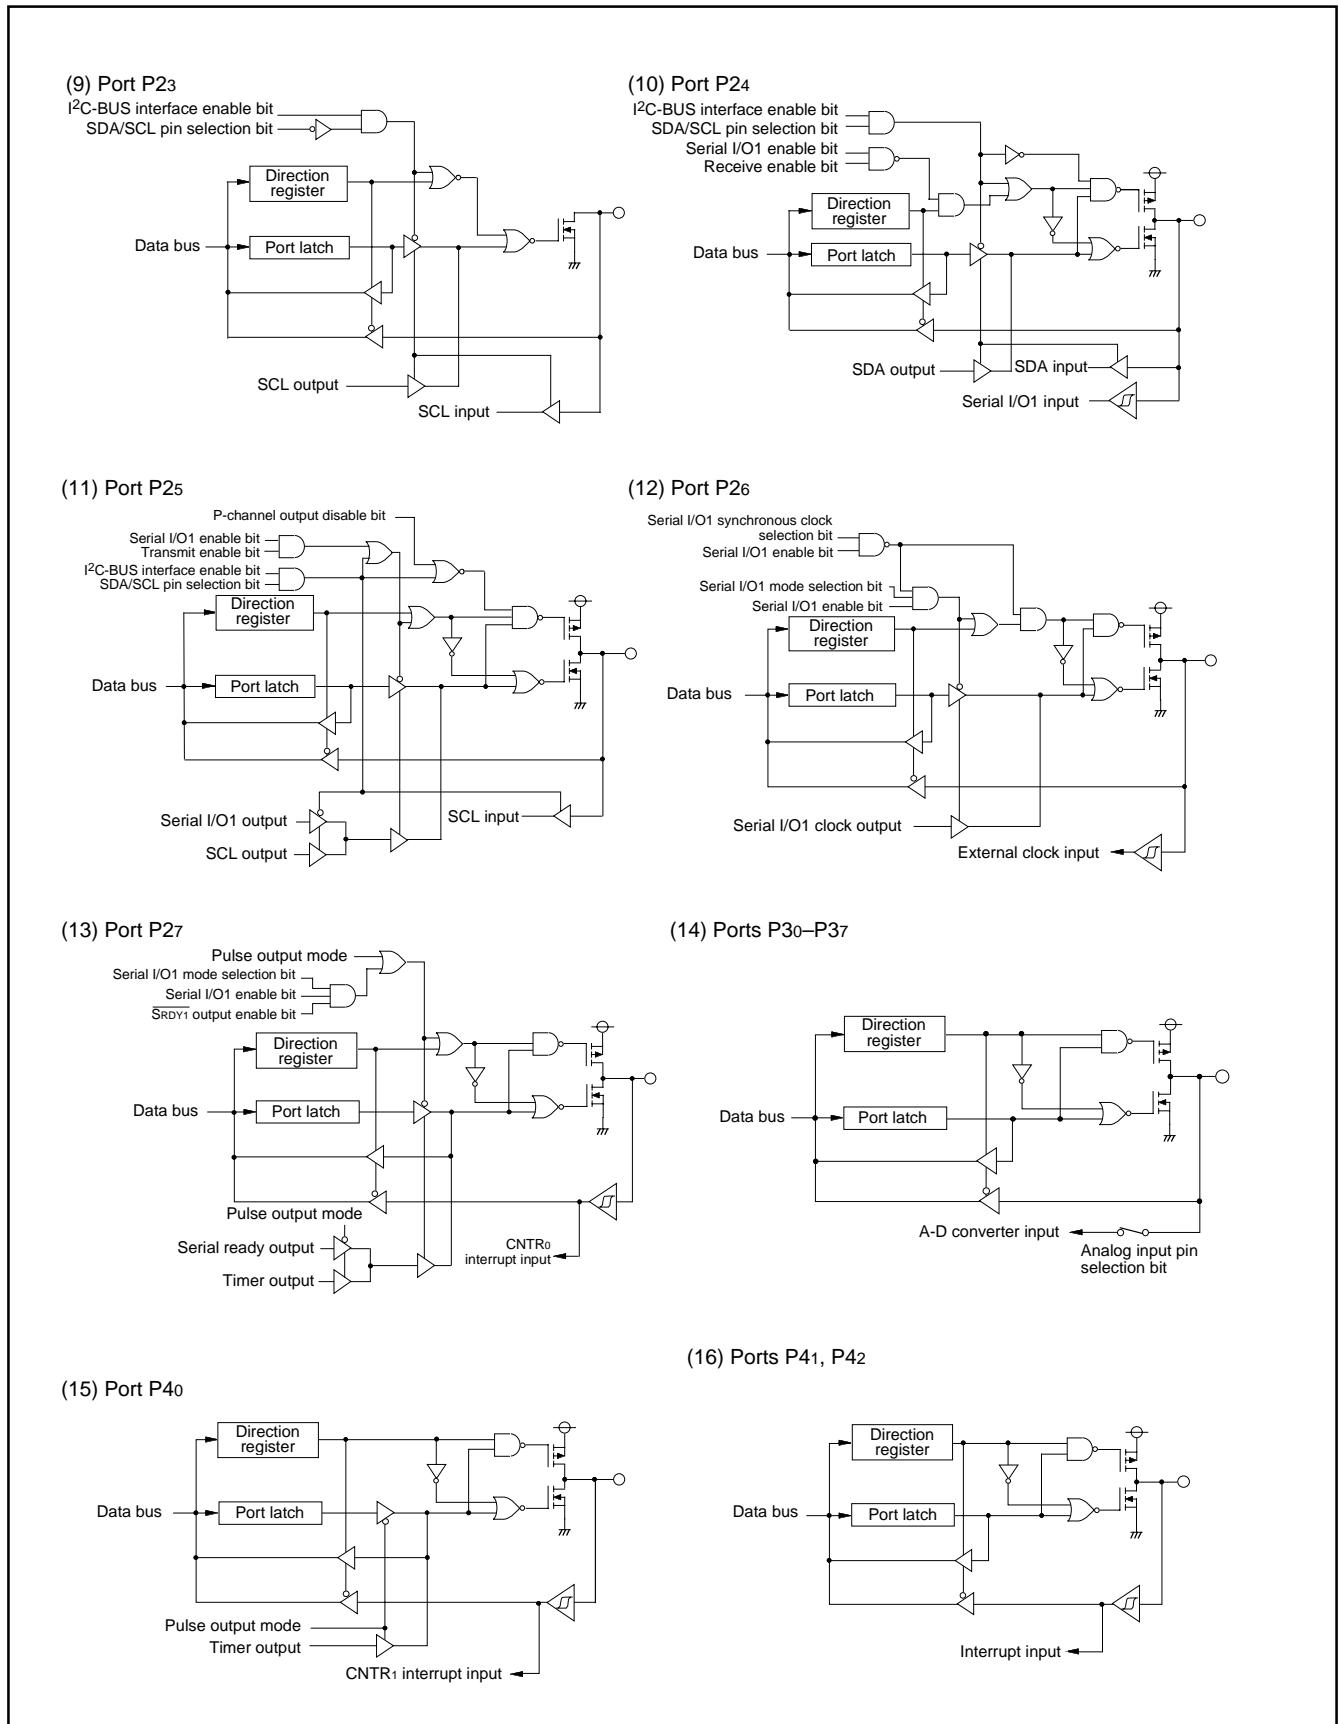 (9) Port P23
I2C-BUS interface enable bit
SDA/SCL pin selection bit
Direction
register
Data bus
Port latch
SCL output
SCL input
(10) Port P24
I2C-BUS interface enable bit
SDA/SCL pin selection bit
Serial I/O1 enable bit
Receive enable bit
Direction
register
Data bus
Port latch
SDA output
SDA input
Serial I/O1 input
(11) Port P25
P-channel output disable bit
Serial I/O1 enable bit
Transmit enable bit
I2C-BUS interface enable bit
SDA/SCL pin selection bit
Direction
register
Data bus
Port latch
Serial I/O1 output
SCL input
SCL output
(12) Port P26
Serial I/O1 synchronous clock
selection bit
Serial I/O1 enable bit
Serial I/O1 mode selection bit
Serial I/O1 enable bit
Direction
register
Data bus
Port latch
Serial I/O1 clock output
External clock input
(13) Port P27
Pulse output mode
Serial I/O1 mode selection bit
Serial I/O1 enable bit
SRDY1 output enable bit
Direction
register
Data bus
Port latch
Pulse output mode
Serial ready output
Timer output
CNTR0
interrupt input
(14) Ports P30–P37
Direction
register
Data bus
Port latch
A-D converter input
Analog input pin
selection bit
(15) Port P40
Direction
register
Data bus
Port latch
Pulse output mode
Timer output
CNTR1 interrupt input
(16) Ports P41, P42
Direction
register
Data bus
Port latch
Interrupt input